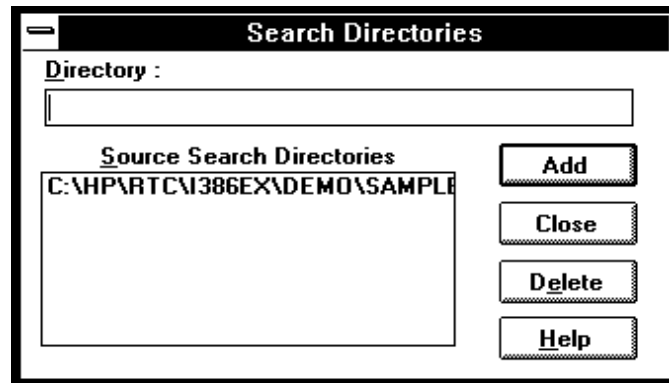 Search Directories
Directory :
Source Search Directories
C:\HP\RTC\I386EX\DEMO\SAMPLE
Add
Close
Delete
Help